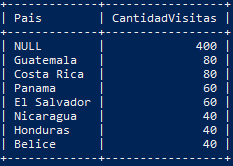 Pais | CantidadVisitas
NULL | 400
Guatemala | 80
Costa Rica | 80
Panama | 60
El Salvador | 60
Nicaragua | 40
Honduras | 40
Belice | 40